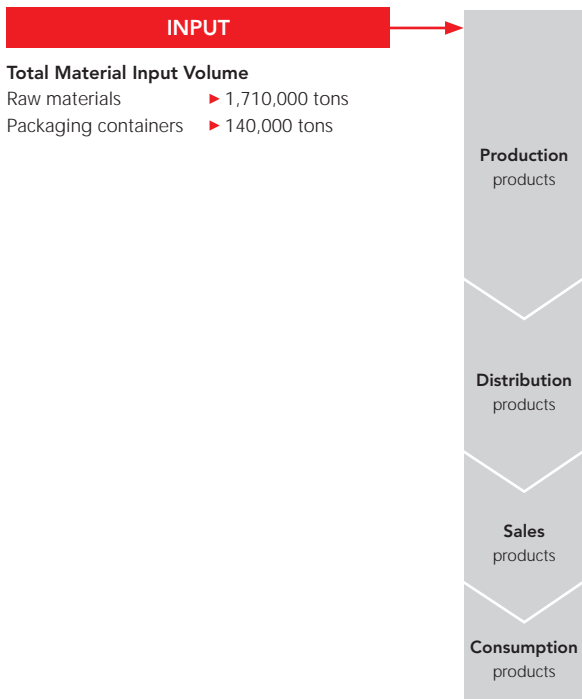 INPUT
Total Material Input Volume
Raw materials ► 1,710,000 tons
Packaging containers ► 140,000 tons
Production
products
Distribution
products
Sales
products
Consumption
products